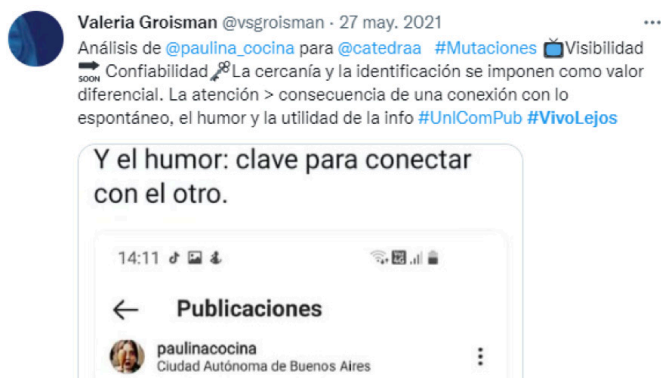 Valeria Groisman @vsgroisman · 27 may. 2021
Análisis de @paulina_cocina para @catedraa #Mutaciones 📺Visibilidad
🔜 Confiabilidad 🗝La cercanía y la identificación se imponen como valor
diferencial. La atención > consecuencia de una conexión con lo
espontáneo, el humor y la utilidad de la info #UnIComPub #VivoLejos
Y el humor: clave para conectar
con el otro.
14:11
Publicaciones
paulinacocina
Ciudad Autónoma de Buenos Aires